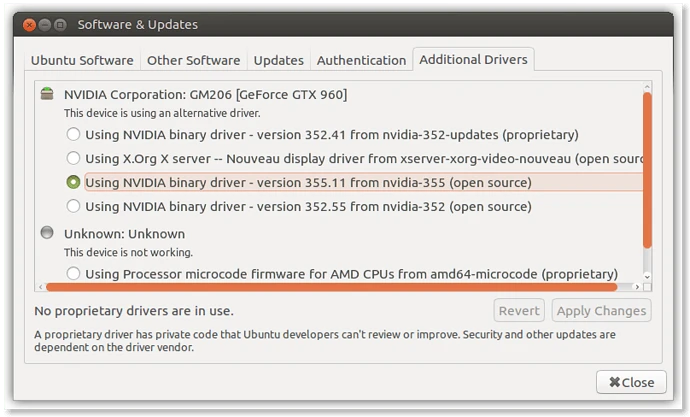 Software & Updates
Ubuntu Software
Other Software
Updates
Authentication
Additional Drivers
NVIDIA Corporation: GM206 [GeForce GTX 960]
This device is using an alternative driver.
Using NVIDIA binary driver - version 352.41 from nvidia-352-updates (proprietary)
Using X.Org X server -- Nouveau display driver from xserver-xorg-video-nouveau (open sourc
Using NVIDIA binary driver - version 355.11 from nvidia-355 (open source)
Using NVIDIA binary driver - version 352.55 from nvidia-352 (open source)
Unknown: Unknown
This device is not working.
Using Processor microcode firmware for AMD CPUs from amd64-microcode (proprietary)
No proprietary drivers are in use.
Revert
Apply Changes
A proprietary driver has private code that Ubuntu developers can't review or improve. Security and other updates are
dependent on the driver vendor.
Close